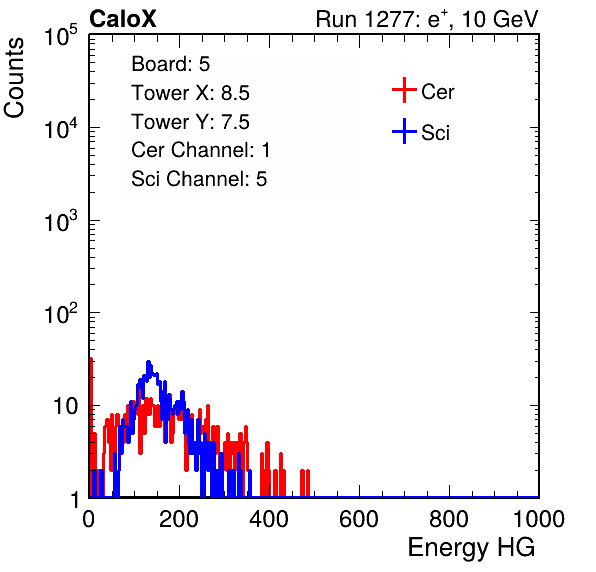 CaloX Run 1277: e⁺, 10 GeV
Counts
Board: 5
Tower X: 8.5
Tower Y: 7.5
Cer Channel: 1
Sci Channel: 5
Cer
Sci
10⁵
10⁴
10³
10²
10
1
0 200 400 600 800 1000
Energy HG